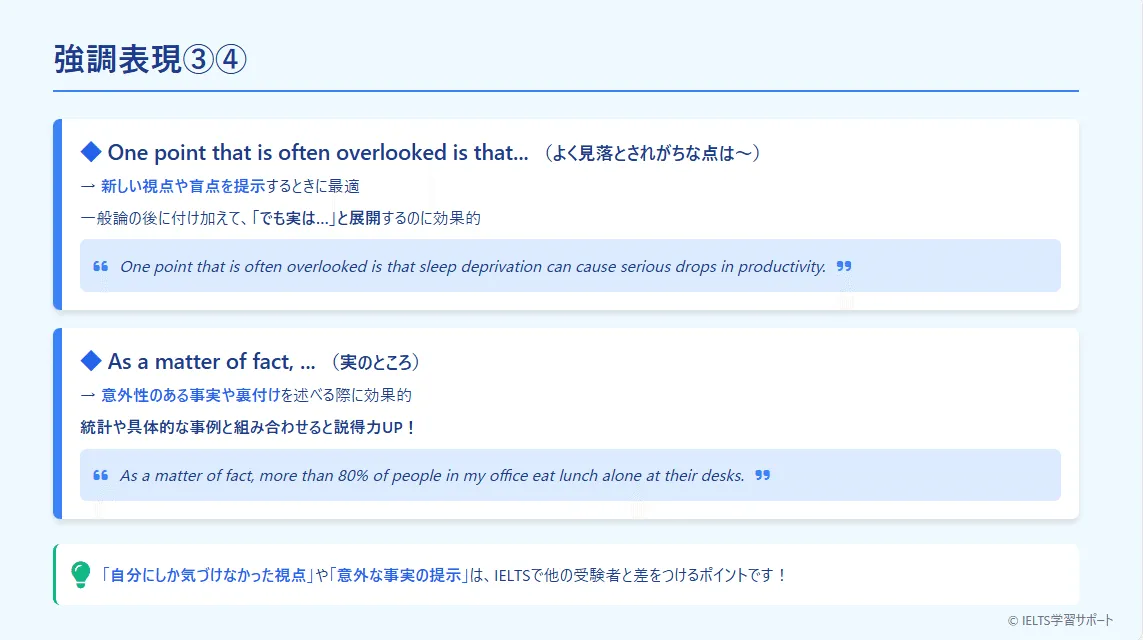 強調表現③④
◆ One point that is often overlooked is that... （よく見落とされがちな点は〜）
→ 新しい視点や盲点を提示するときに最適
一般論の後に付け加えて、「でも実は...」と展開するのに効果的
❝ One point that is often overlooked is that sleep deprivation can cause serious drops in productivity. ❞
◆ As a matter of fact, ... （実のところ）
→ 意外性のある事実や裏付けを述べる際に効果的
統計や具体的な事例と組み合わせると説得力UP！
❝ As a matter of fact, more than 80% of people in my office eat lunch alone at their desks. ❞
「自分にしか気づけなかった視点」や「意外な事実の提示」は、IELTSで他の受験者と差をつけるポイントです！
© IELTS学習サポート